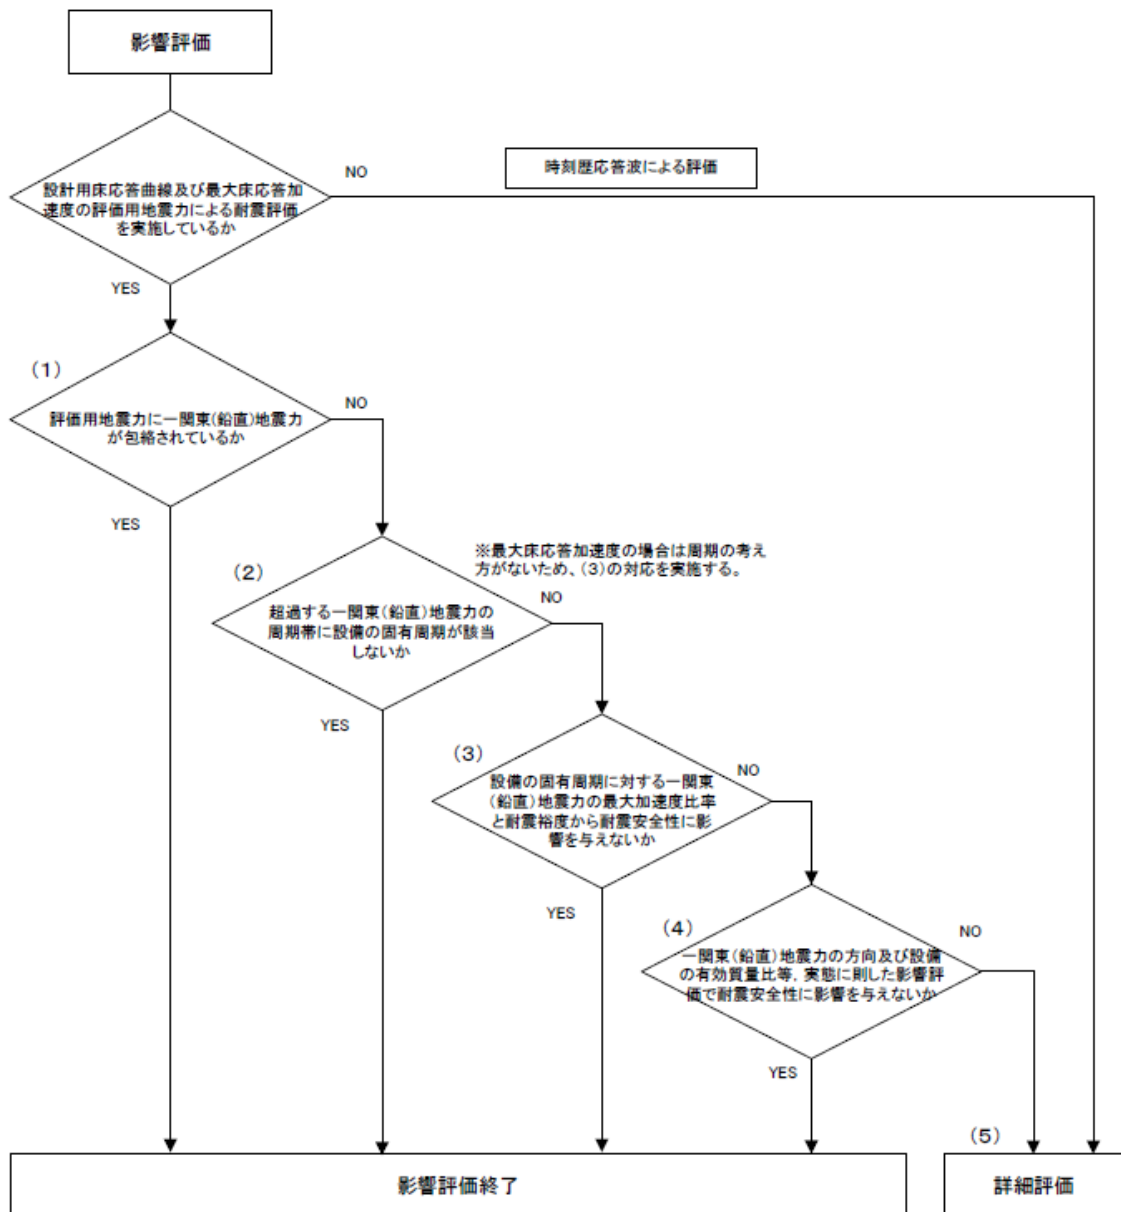 影響評価
NO
時刻歴応答波による評価
設計用床応答曲線及び最大床応答加
速度の評価用地震力による耐震評価
を実施しているか
YES
(1)
NO
評価用地震力に一関東(鉛直)地震力
が包絡されているか
YES
※最大床応答加速度の場合は周期の考え
方がないため、(3)の対応を実施する。
(2)
NO
超過する一関東(鉛直)地震力の
周期帯に設備の固有周期が該当
しないか
YES
(3)
NO
設備の固有周期に対する一関東
(鉛直)地震力の最大加速度比率
と耐震裕度から耐震安全性に影
響を与えないか
YES
(4)
NO
一関東(鉛直)地震力の方向及び設備
の有効質量比等, 実態に則した影響評
価で耐震安全性に影響を与えないか
YES
(5)
影響評価終了
詳細評価